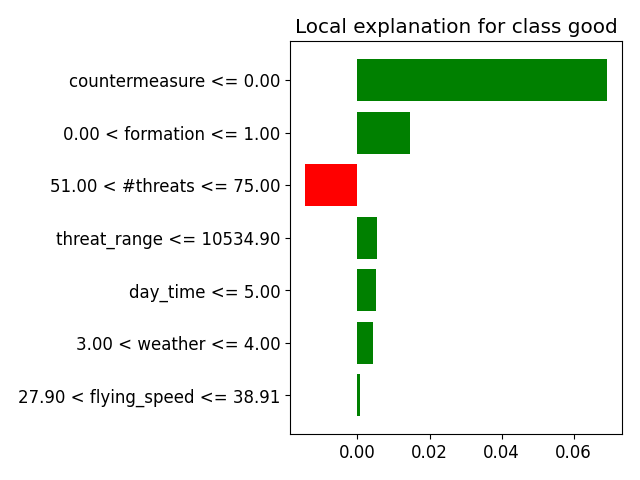 Local explanation for class good
countermeasure <= 0.00
0.00 < formation <= 1.00
51.00 < #threats <= 75.00
threat_range <= 10534.90
day_time <= 5.00
3.00 < weather <= 4.00
27.90 < flying_speed <= 38.91
0.00 0.02 0.04 0.06